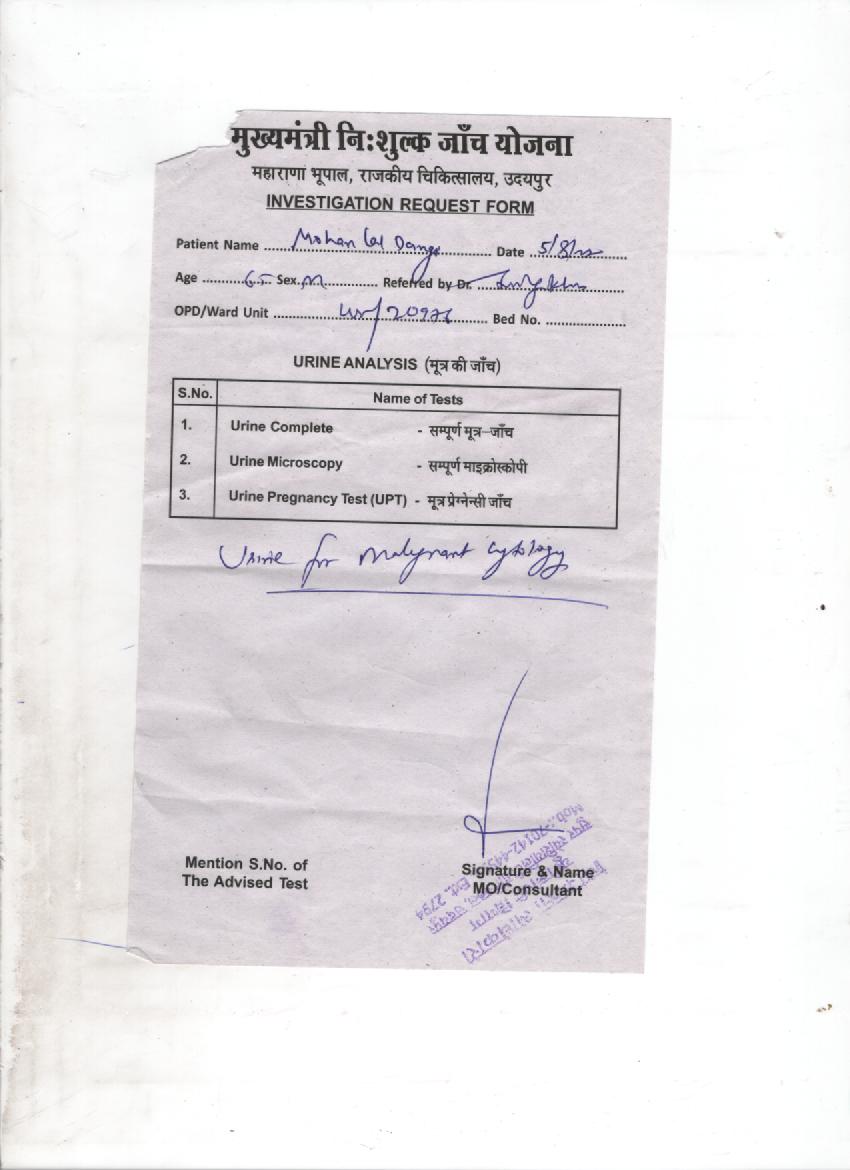 मुख्यमंत्री निःशुल्क जाँच योजना
महाराणा भूपाल, राजकीय चिकित्सालय, उदयपुर
INVESTIGATION REQUEST FORM
Patient Name Mohan Lal Date 5/8/22
Age 65 Sex. M Referred by Dr.
OPD/Ward Unit Bed No.
URINE ANALYSIS (मूत्र की जाँच)
S.No. Name of Tests
1. Urine Complete - सम्पूर्ण मूत्र-जाँच
2. Urine Microscopy - सम्पूर्ण माइक्रोस्कोपी
3. Urine Pregnancy Test (UPT) - मूत्र प्रेग्नेन्सी जाँच
Urine for Malignant Cytology
Mention S.No. of
The Advised Test
Signature & Name
MO/Consultant